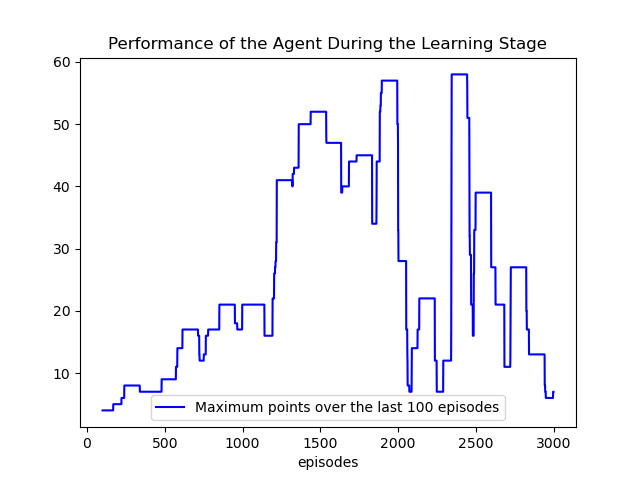 Performance of the Agent During the Learning Stage
60
50
40
30
20
10
Maximum points over the last 100 episodes
0 500 1000 1500 2000 2500 3000
episodes